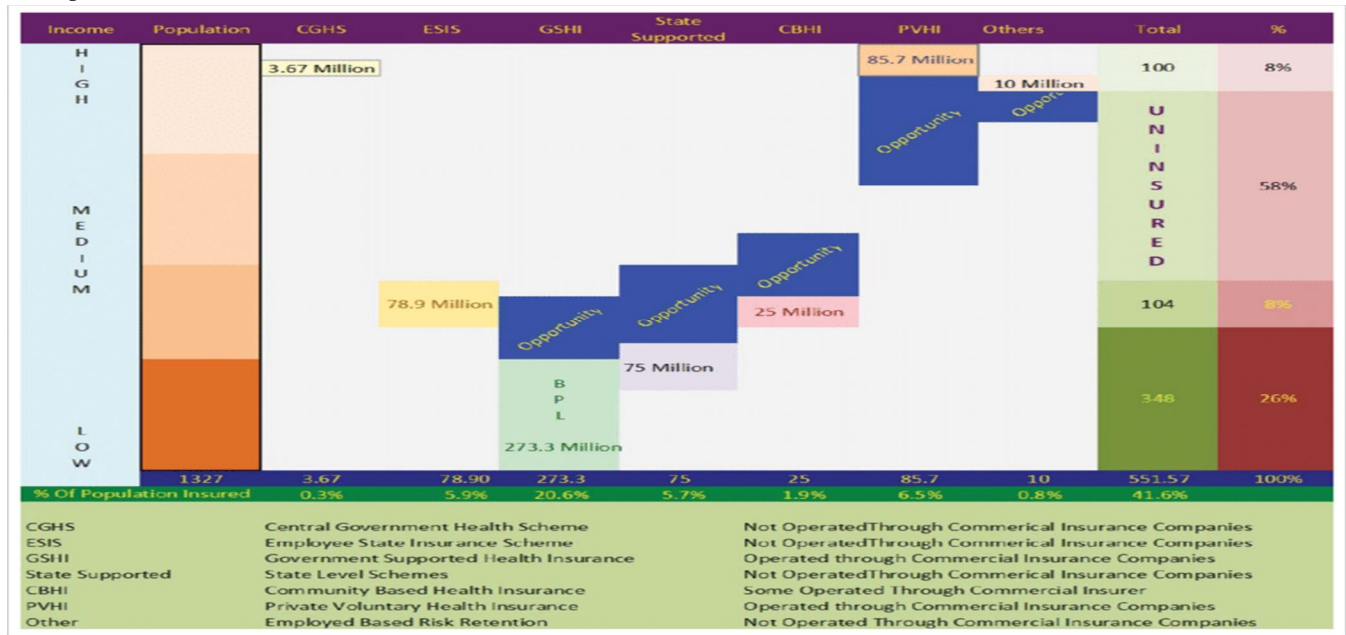 Income Population CGHS ESIS GSHI State Supported CBHI PVHI Others Total %
HIGH
3.67 Million
85.7 Million
100
8%
10 Million
Opportunity
Opportunity
UNINSURED
58%
MEDIUM
Opportunity
78.9 Million
Opportunity
Opportunity
25 Million
104
8%
75 Million
BPL
348
26%
LOW
273.3 Million
1327 3.67 78.90 273.3 75 25 85.7 10 551.57 100%
% Of Population Insured 0.3% 5.9% 20.6% 5.7% 1.9% 6.5% 0.8% 41.6%
CGHS Central Government Health Scheme Not OperatedThrough Commerical Insurance Companies
ESIS Employee State Insurance Scheme Not OperatedThrough Commerical Insurance Companies
GSHI Government Supported Health Insurance Operated through Commercial Insurance Companies
State Supported State Level Schemes Not OperatedThrough Commerical Insurance Companies
CBHI Community Based Health Insurance Some Operated Through Commercial Insurer
PVHI Private Voluntary Health Insurance Operated through Commercial Insurance Companies
Other Employed Based Risk Retention Not Operated Through Commercial Insurance Companies